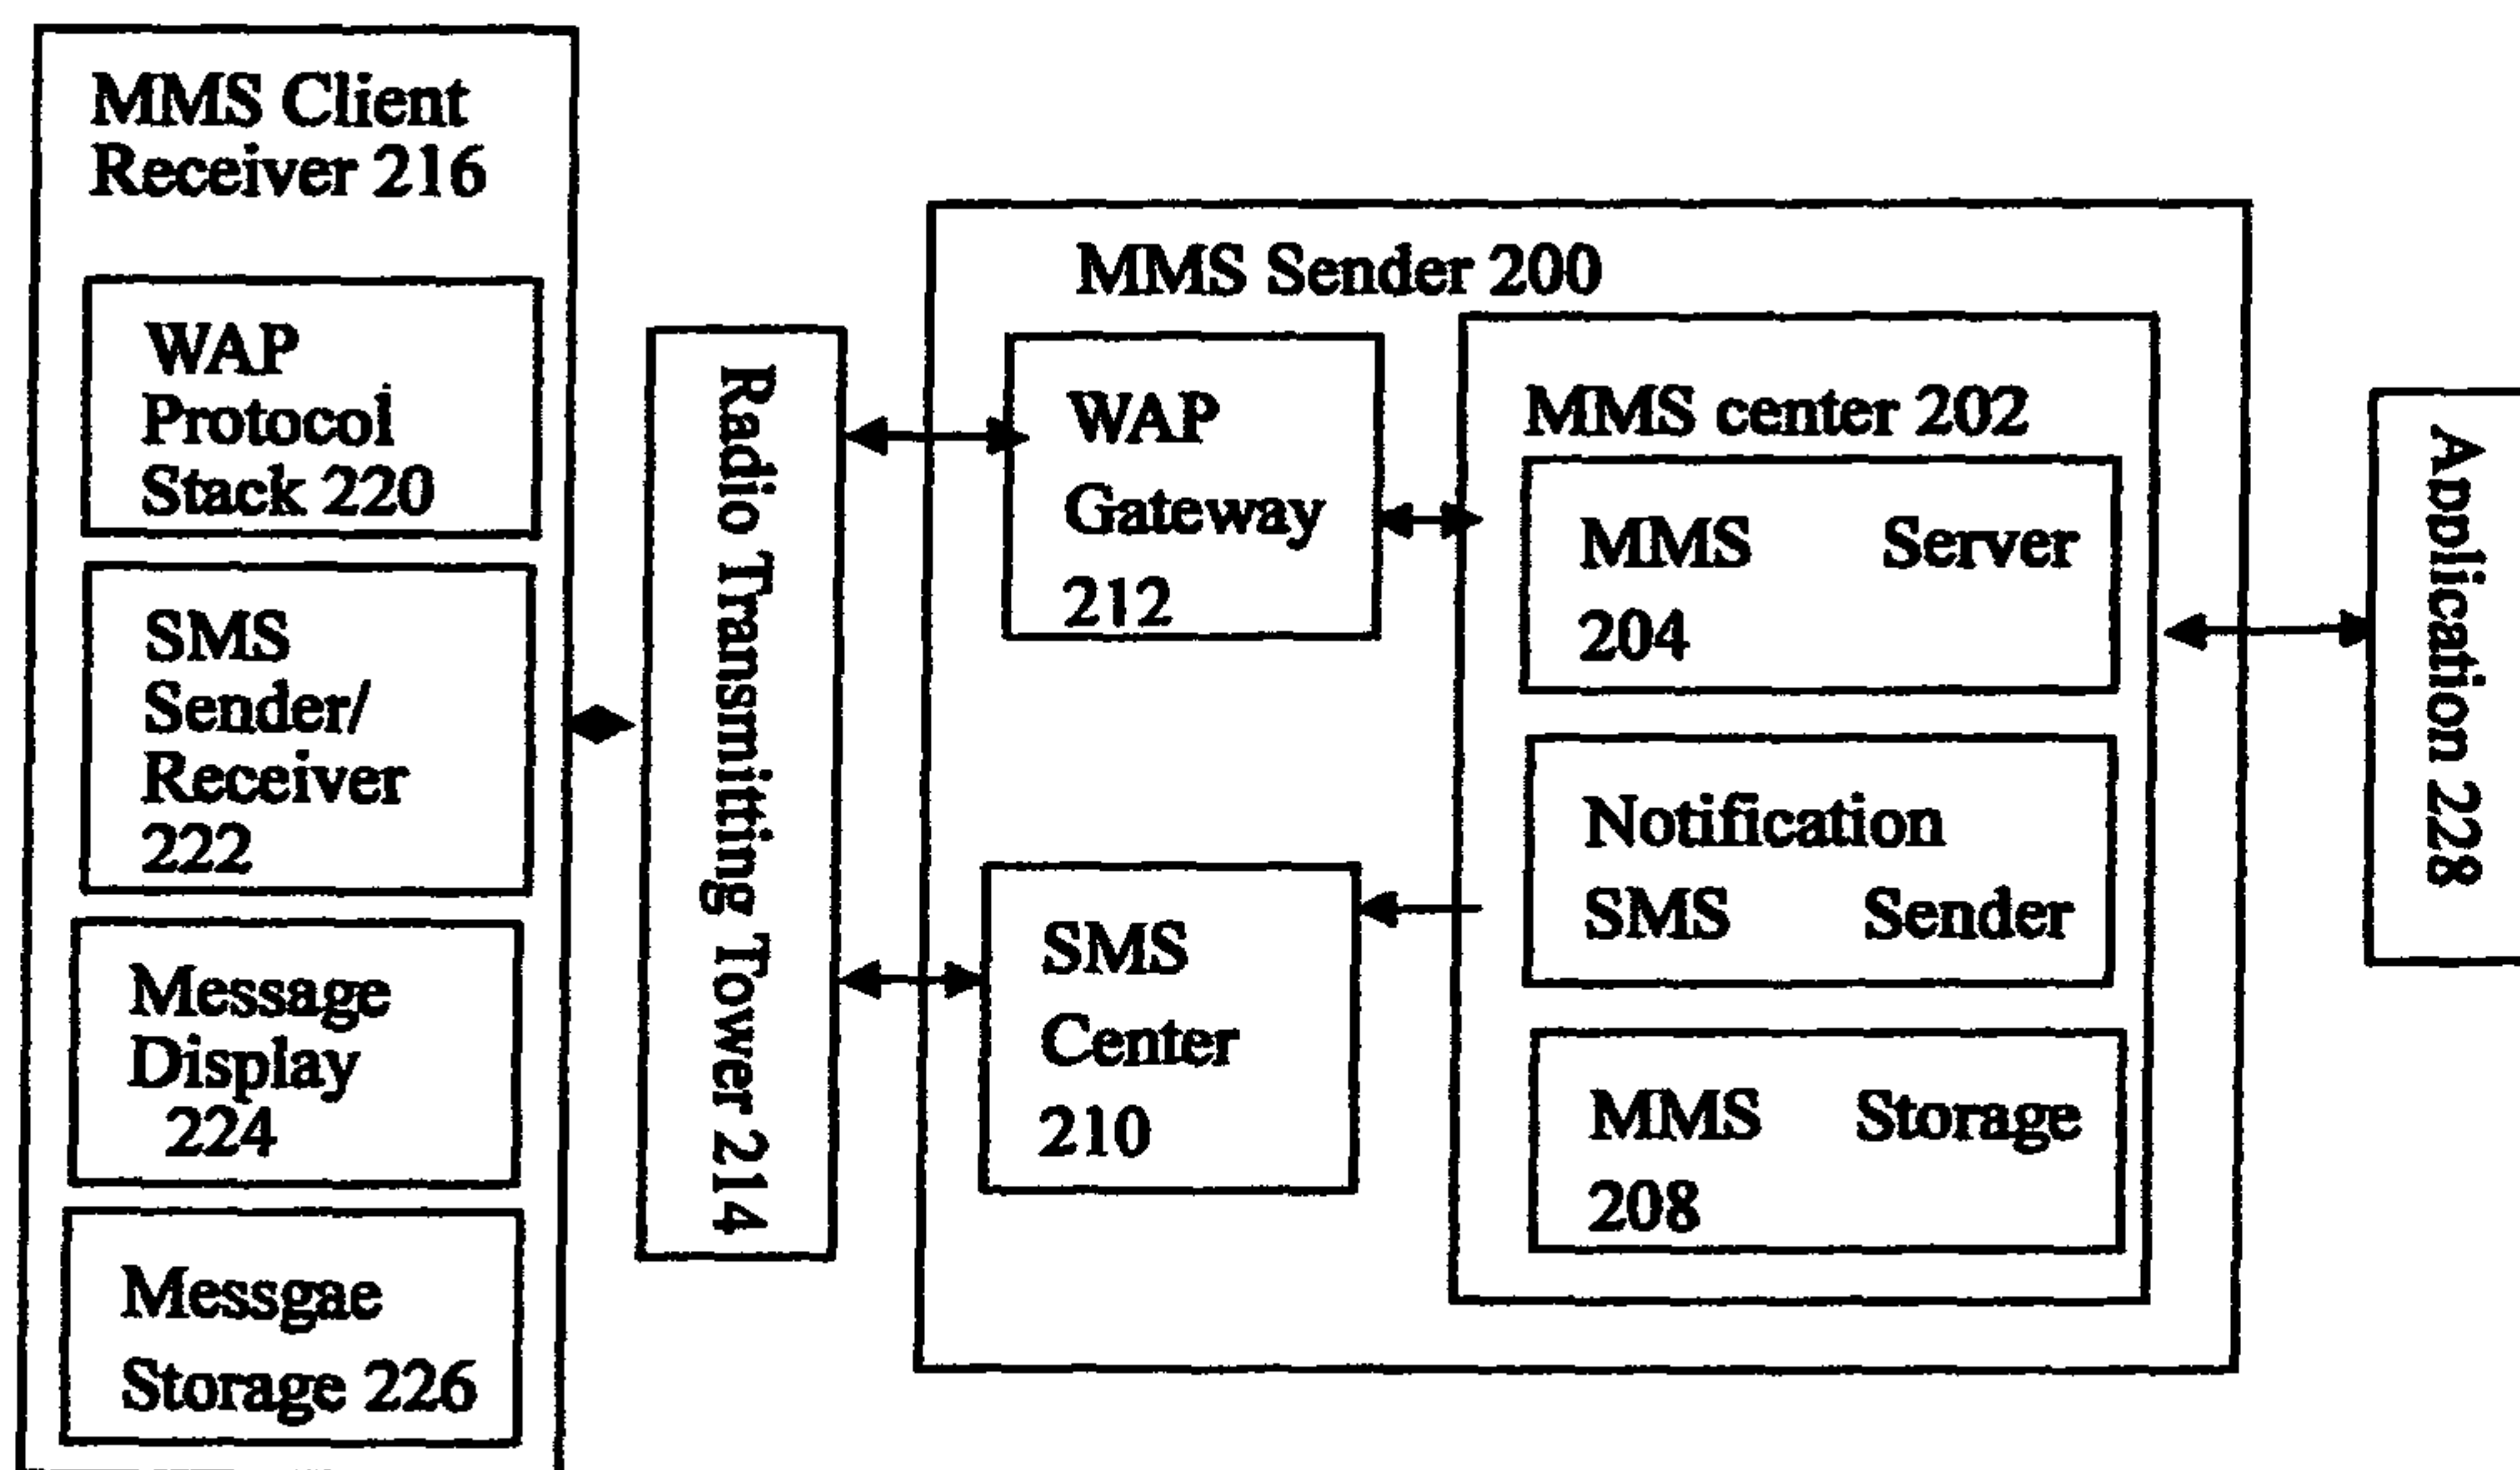 MMS Client
Receiver 216
WAP
Protocol
Stack 220
SMS
Sender/
Receiver
222
Message
Display
224
Messgae
Storage 226
Radio Transmitting Tower 214
MMS Sender 200
WAP
Gateway
212
SMS
Center
210
MMS center 202
MMS Server
204
Notification
SMS Sender
MMS Storage
208
Application 228